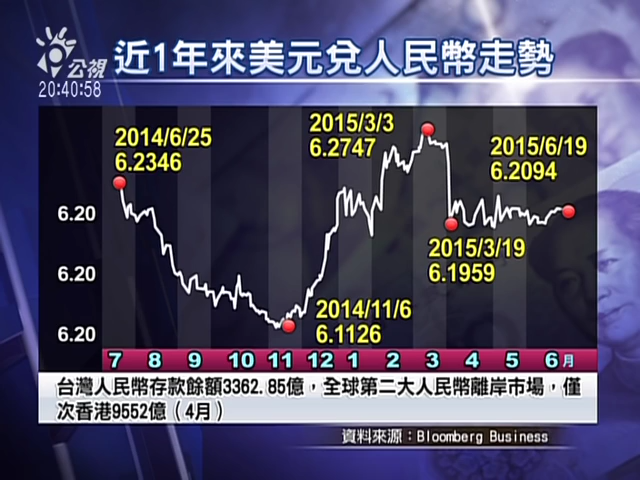 公視
近1年來美元兌人民幣走勢
20:40:58
2014/6/25
6.2346
2015/3/3
6.2747
2015/6/19
6.2094
6.20
2015/3/19
6.1959
6.20
2014/11/6
6.1126
6.20
7 8 9 10 11 12 1 2 3 4 5 6月
台灣人民幣存款餘額3362.85億，全球第二大人民幣離岸市場，僅
次香港9552億（4月）
資料來源：Bloomberg Business